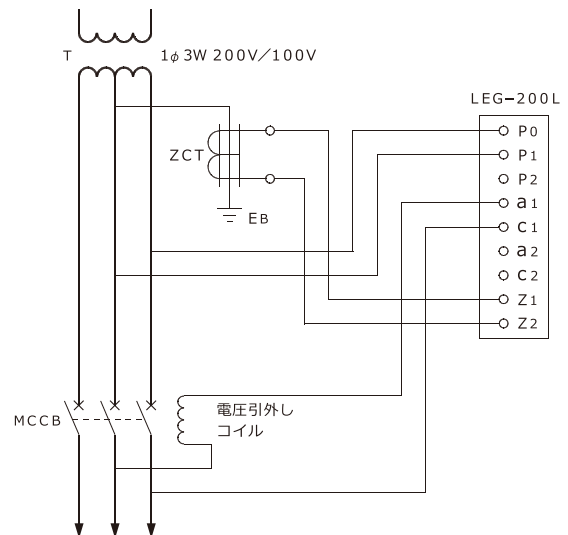 T
1φ3W 200V/100V
LEG-200L
P0
P1
P2
a1
c1
a2
c2
Z1
Z2
ZCT
EB
MCCB
電圧引外し
コイル